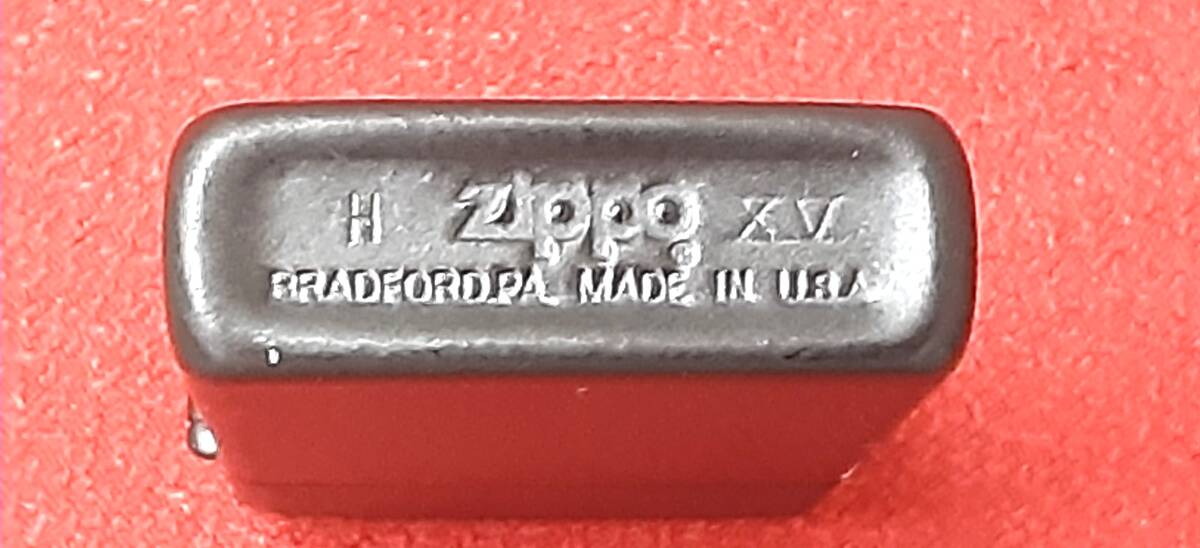 H Zippo ® XV
BRADFORD.PA. MADE IN U.S.A.